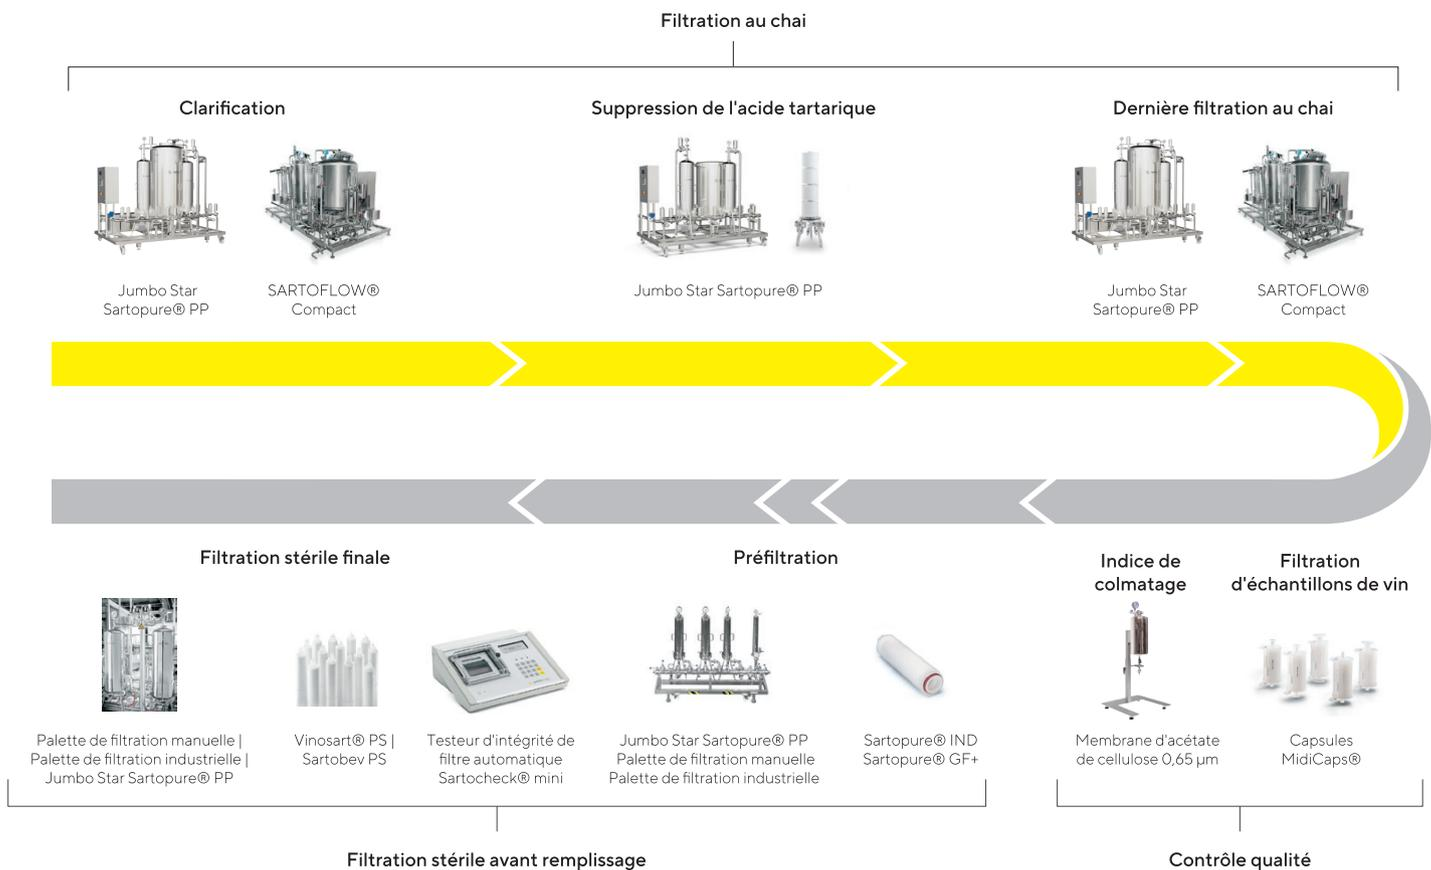 Filtration au chai
Clarification
Suppression de l'acide tartarique
Dernière filtration au chai
Jumbo Star
Sartopure® PP
SARTOFLOW®
Compact
Jumbo Star Sartopure® PP
Jumbo Star
Sartopure® PP
SARTOFLOW®
Compact
Filtration stérile finale
Préfiltration
Indice de
colmatage
Filtration
d'échantillons de vin
Palette de filtration manuelle |
Palette de filtration industrielle |
Jumbo Star Sartopure® PP
Vinosart® PS |
Sartobev PS
Testeur d'intégrité de
filtre automatique
Sartocheck® mini
Jumbo Star Sartopure® PP
Palette de filtration manuelle
Palette de filtration industrielle
Sartopure® IND
Sartopure® GF+
Membrane d'acétate
de cellulose 0,65 µm
Capsules
MidiCaps®
Filtration stérile avant remplissage
Contrôle qualité